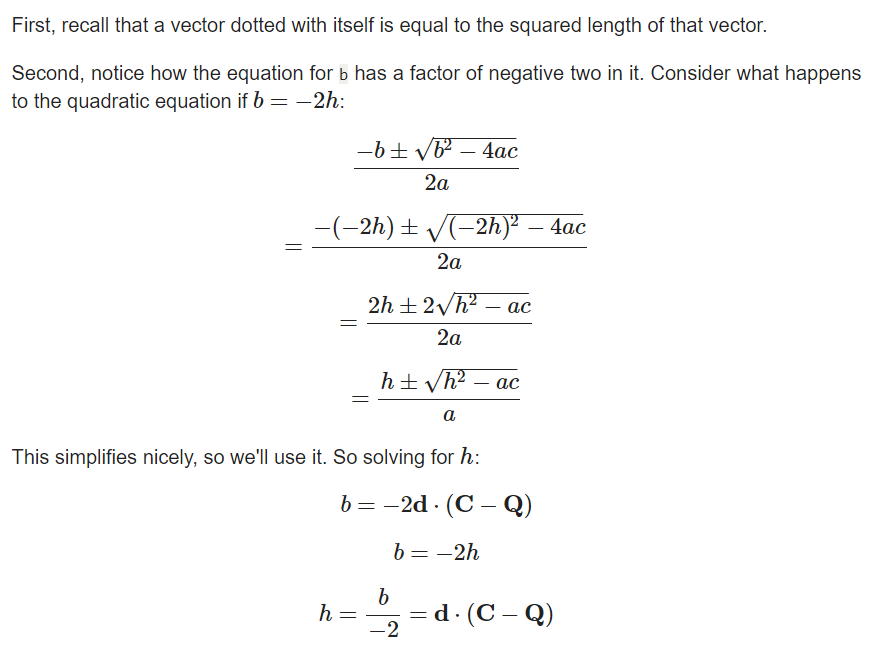 First, recall that a vector dotted with itself is equal to the squared length of that vector.
Second, notice how the equation for b has a factor of negative two in it. Consider what happens
to the quadratic equation if b = −2h:
(−b ± √(b² − 4ac)) / 2a
= (−(−2h) ± √((−2h)² − 4ac)) / 2a
= (2h ± 2√(h² − ac)) / 2a
= (h ± √(h² − ac)) / a
This simplifies nicely, so we'll use it. So solving for h:
b = −2d · (C − Q)
b = −2h
h = b / −2 = d · (C − Q)